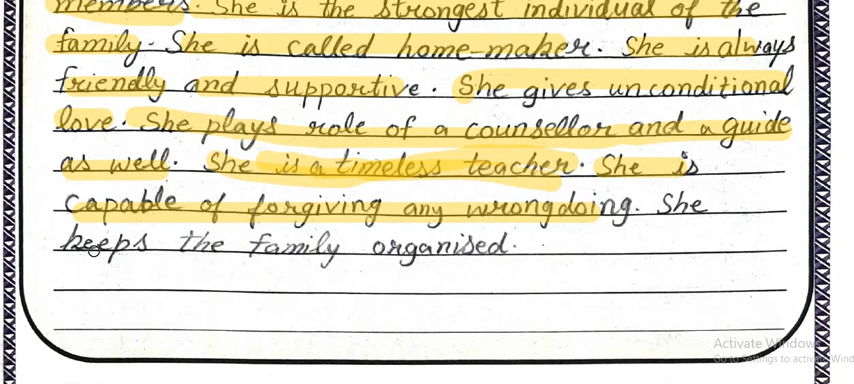 members. She is the strongest individual of the
family. She is called home-maker. She is always
friendly and supportive. She gives unconditional
love. She plays role of a counsellor and a guide
as well. She is a timeless teacher. She is
capable of forgiving any wrongdoing. She
keeps the family organised.
Activate Windows
Go to Settings to activate Wind